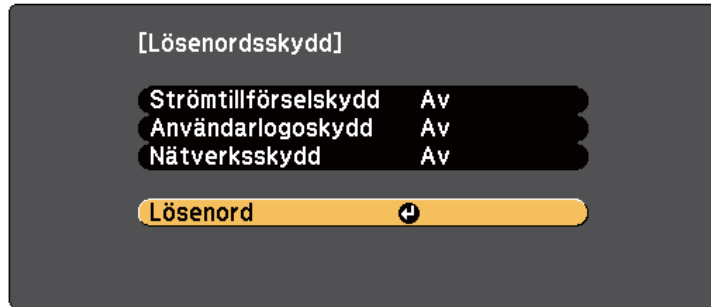 [Lösenordsskydd]
Strömtillförselskydd Av
Användarlogoskydd Av
Nätverksskydd Av
Lösenord